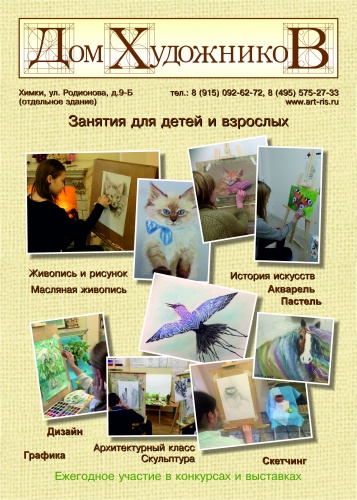 Дом ХудожникоВ
Химки, ул. Родионова, д.9-Б
(отдельное здание)
тел.: 8 (915) 092-62-72, 8 (495) 575-27-33
www.art-ris.ru
Занятия для детей и взрослых
Живопись и рисунок
Масляная живопись
История искусств
Акварель
Пастель
Дизайн
Графика
Архитектурный класс
Скульптура
Скетчинг
Ежегодное участие в конкурсах и выставках